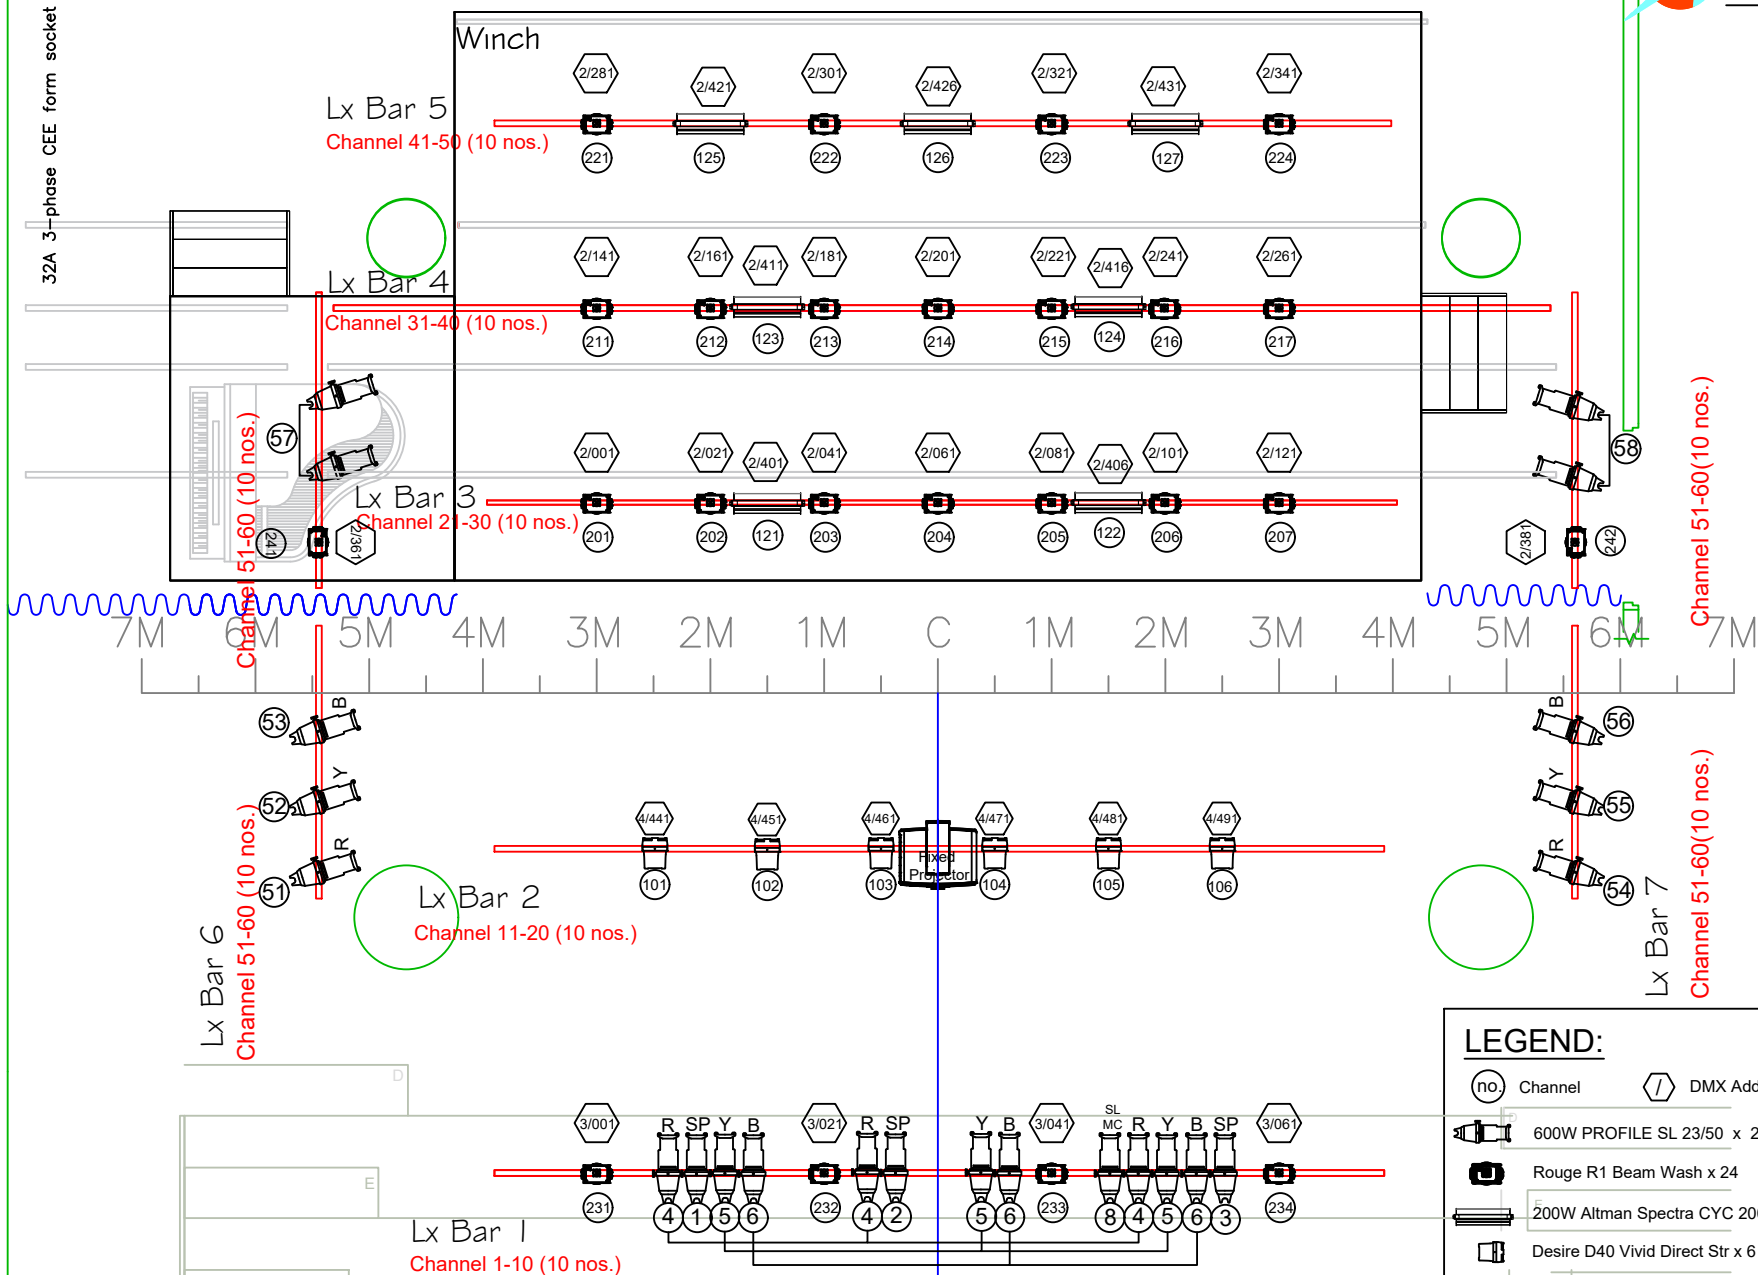 32A 3-phase CEE form socket
Winch
2/281
2/421
2/301
2/426
2/321
2/431
2/341
Lx Bar 5
Channel 41-50 (10 nos.)
221
125
222
126
223
127
224
2/141
2/161
2/411
2/181
2/201
2/221
2/416
2/241
2/261
Lx Bar 4
Channel 31-40 (10 nos.)
211
212
123
213
214
215
124
216
217
57
58
2/001
2/021
2/401
2/041
2/061
2/081
2/406
2/101
2/121
Lx Bar 3
Channel 21-30 (10 nos.)
201
202
121
203
204
205
122
206
207
241
2/361
2/381
242
Channel 51-60 (10 nos.)
Channel 51-60(10 nos.)
7M 6M 5M 4M 3M 2M 1M C 1M 2M 3M 4M 5M 6M 7M
53 B
52 Y
51 R
B 56
Y 55
R 54
4/441
4/451
4/461
4/471
4/481
4/491
Fixed
Projector
101
102
103
104
105
106
Lx Bar 2
Channel 11-20 (10 nos.)
Lx Bar 6
Channel 51-60 (10 nos.)
Lx Bar 7
Channel 51-60(10 nos.)
D
E
3/001
R SP Y B
3/021
R SP
Y B
3/041
SL
MC
R Y B SP
3/061
231
4 1 5 6
232
4 2
5 6
233
8 4 5 6 3
234
Lx Bar 1
Channel 1-10 (10 nos.)
LEGEND:
no. Channel
/ DMX Add
600W PROFILE SL 23/50 x 2
Rouge R1 Beam Wash x 24
200W Altman Spectra CYC 200
Desire D40 Vivid Direct Str x 6